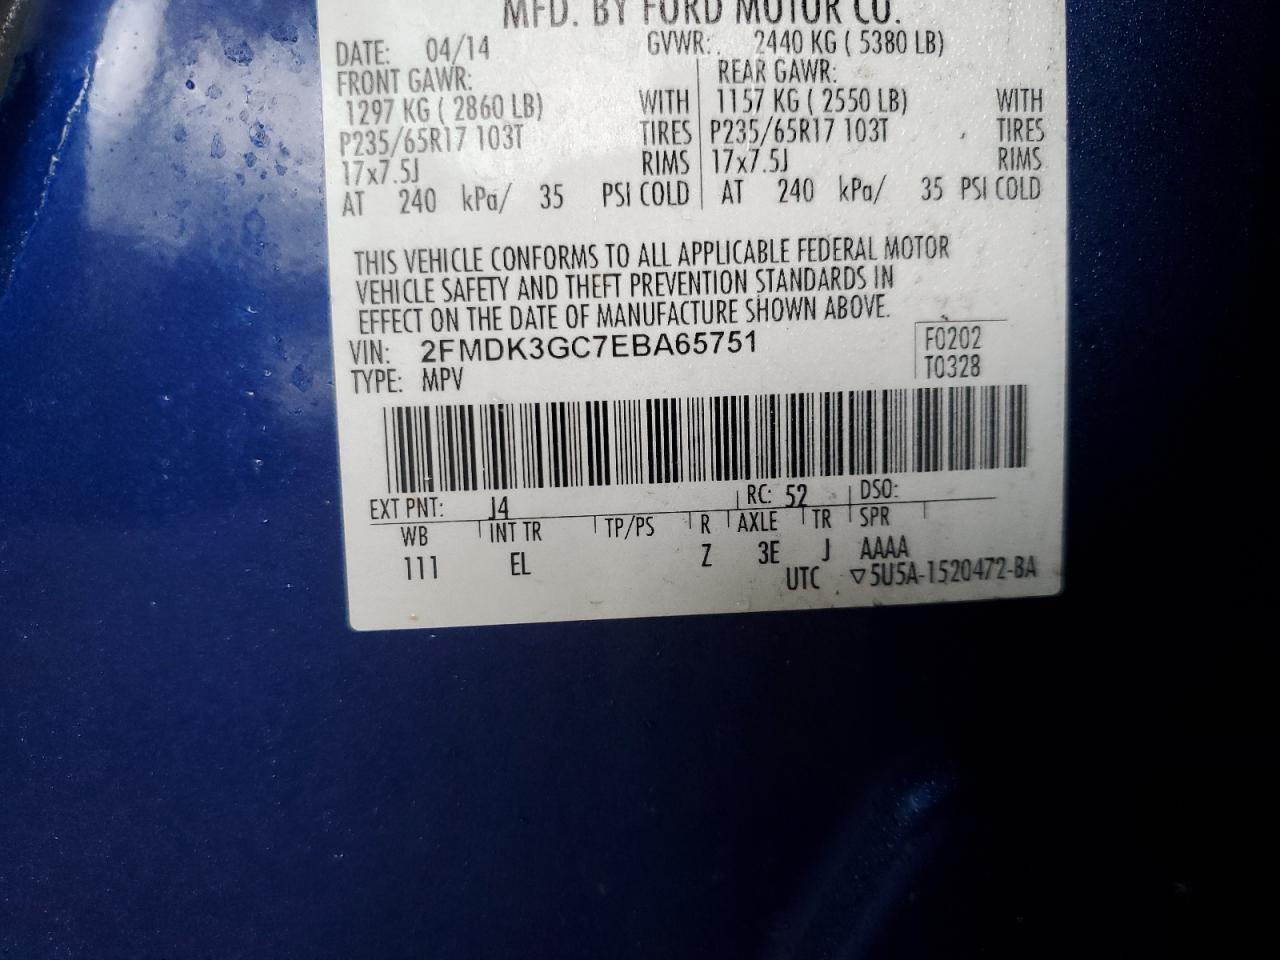 MFD. BY FORD MOTOR CO.
DATE: 04/14 GVWR: 2440 KG ( 5380 LB)
FRONT GAWR: REAR GAWR:
1297 KG ( 2860 LB) WITH 1157 KG ( 2550 LB) WITH
P235/65R17 103T TIRES P235/65R17 103T TIRES
17x7.5J RIMS 17x7.5J RIMS
AT 240 kPa/ 35 PSI COLD AT 240 kPa/ 35 PSI COLD
THIS VEHICLE CONFORMS TO ALL APPLICABLE FEDERAL MOTOR
VEHICLE SAFETY AND THEFT PREVENTION STANDARDS IN
EFFECT ON THE DATE OF MANUFACTURE SHOWN ABOVE.
VIN: 2FMDK3GC7EBA65751 F0202
TYPE: MPV T0328
EXT PNT: J4 RC: 52 DSO:
WB INT TR TP/PS R AXLE TR SPR
111 EL Z 3E J AAAA
UTC ▽5U5A-1520472-BA